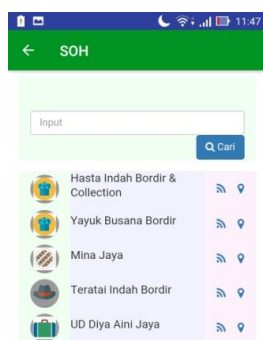 11:47
SOH
Input
Cari
Hasta Indah Bordir &
Collection
Yayuk Busana Bordir
Mina Jaya
Teratai Indah Bordir
UD Diya Aini Jaya